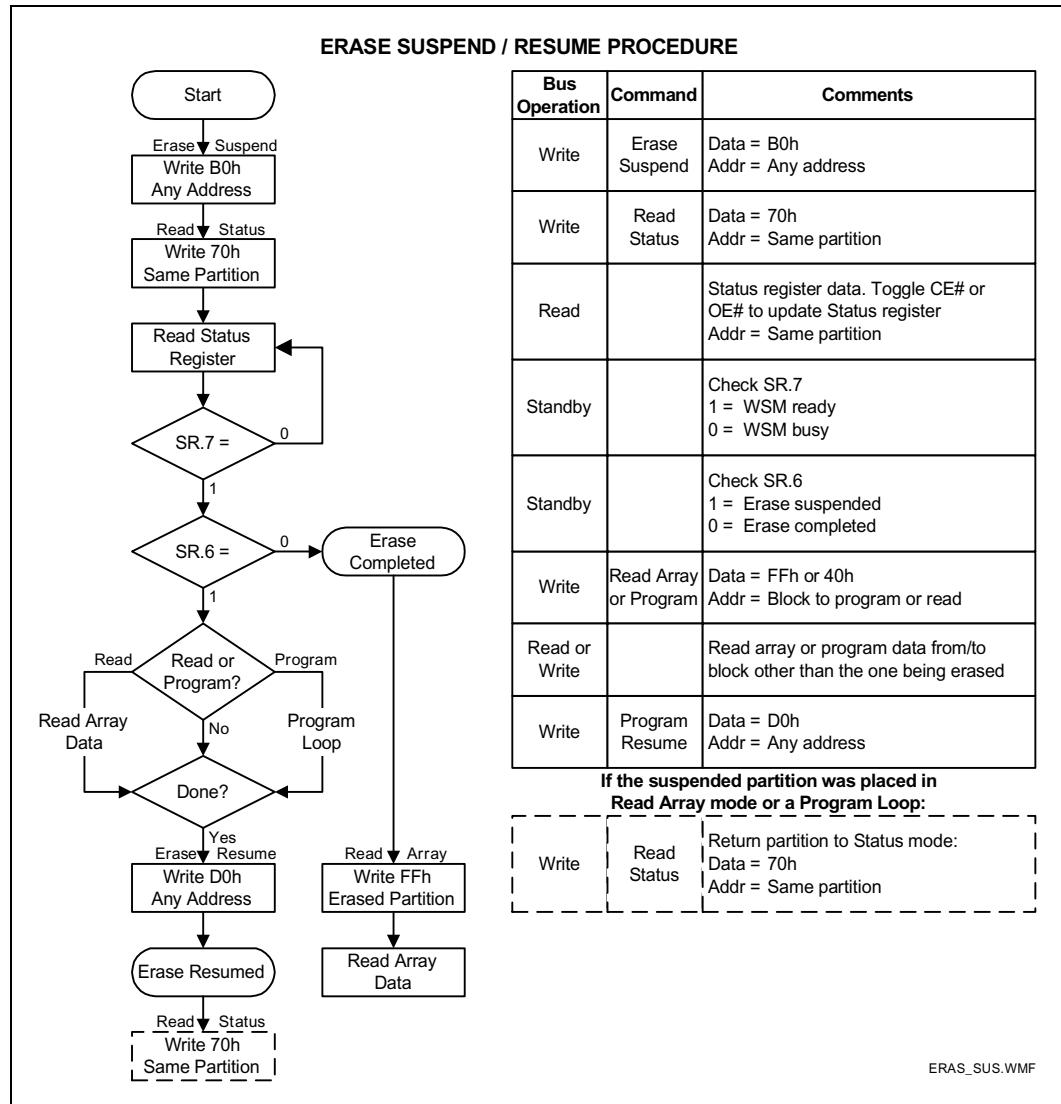 ERASE SUSPEND / RESUME PROCEDURE
Start
Erase Suspend
Write B0h
Any Address
Read Status
Write 70h
Same Partition
Read Status
Register
SR.7 =
0
1
SR.6 =
0
Erase
Completed
1
Read
Read or
Program?
Program
Read Array
Data
No
Program
Loop
Done?
Yes
Erase Resume
Write D0h
Any Address
Read Array
Write FFh
Erased Partition
Erase Resumed
Read Array
Data
Read Status
Write 70h
Same Partition
Bus
Operation
Command
Comments
Write
Erase
Suspend
Data = B0h
Addr = Any address
Write
Read
Status
Data = 70h
Addr = Same partition
Read
Status register data. Toggle CE# or
OE# to update Status register
Addr = Same partition
Standby
Check SR.7
1 = WSM ready
0 = WSM busy
Standby
Check SR.6
1 = Erase suspended
0 = Erase completed
Write
Read Array
or Program
Data = FFh or 40h
Addr = Block to program or read
Read or
Write
Read array or program data from/to
block other than the one being erased
Write
Program
Resume
Data = D0h
Addr = Any address
If the suspended partition was placed in
Read Array mode or a Program Loop:
Write
Read
Status
Return partition to Status mode:
Data = 70h
Addr = Same partition
ERAS_SUS.WMF